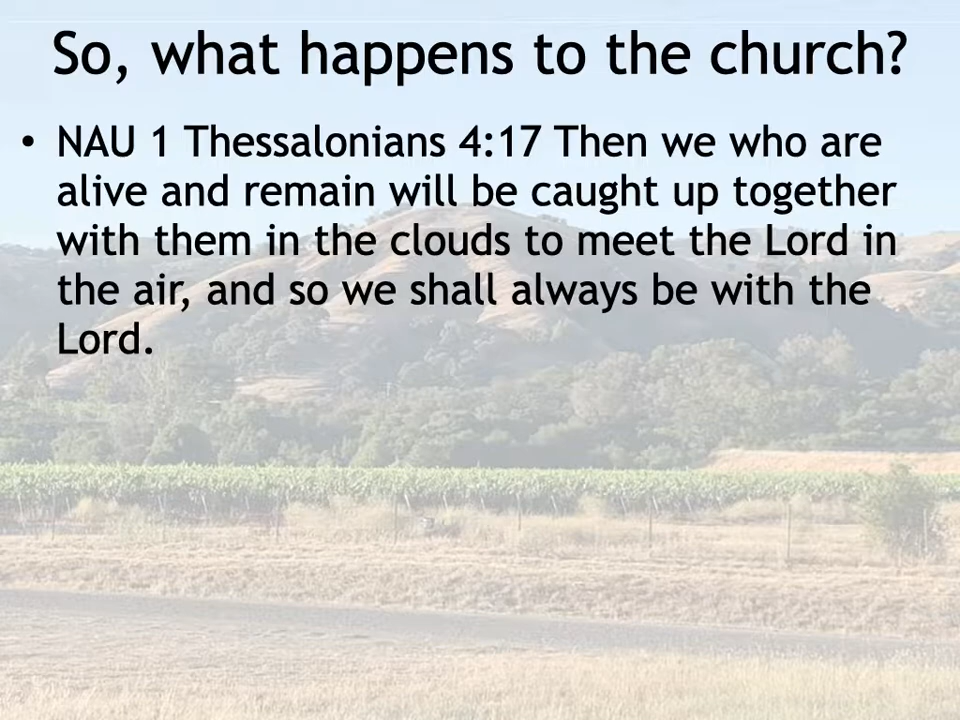 So, what happens to the church?
• NAU 1 Thessalonians 4:17 Then we who are
alive and remain will be caught up together
with them in the clouds to meet the Lord in
the air, and so we shall always be with the
Lord.